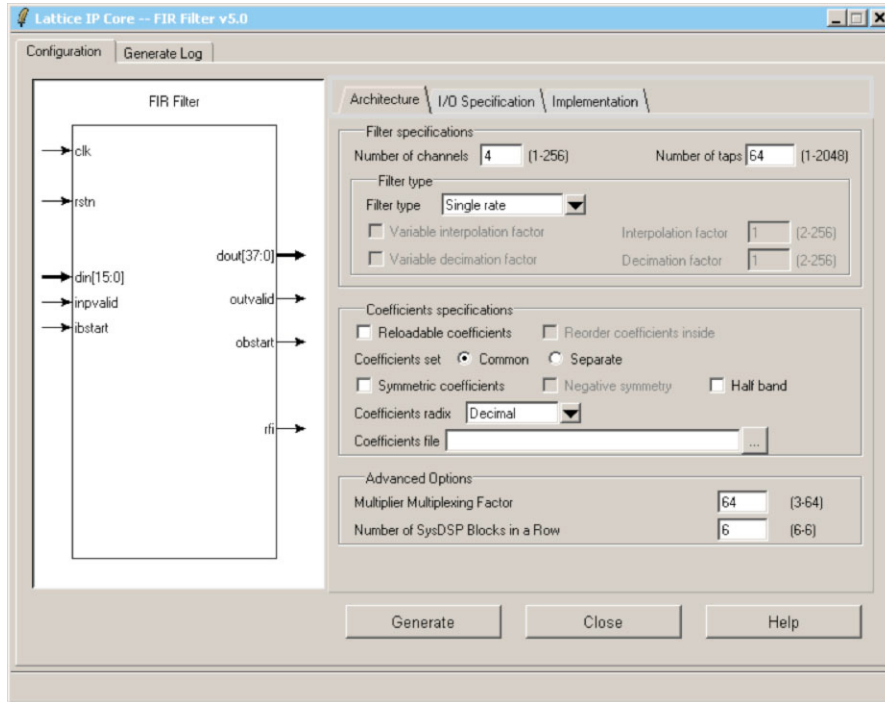 Lattice IP Core -- FIR Filter v5.0
Configuration Generate Log
FIR Filter
clk
rstn
din[15:0]
inpvalid
ibstart
dout[37:0]
outvalid
obstart
rfi
Architecture I/O Specification Implementation
Filter specifications
Number of channels 4 (1-256) Number of taps 64 (1-2048)
Filter type
Filter type Single rate
Variable interpolation factor Interpolation factor 1 (2-256)
Variable decimation factor Decimation factor 1 (2-256)
Coefficients specifications
Reloadable coefficients Reorder coefficients inside
Coefficients set Common Separate
Symmetric coefficients Negative symmetry Half band
Coefficients radix Decimal
Coefficients file ...
Advanced Options
Multiplier Multiplexing Factor 64 (3-64)
Number of SysDSP Blocks in a Row 6 (6-6)
Generate Close Help